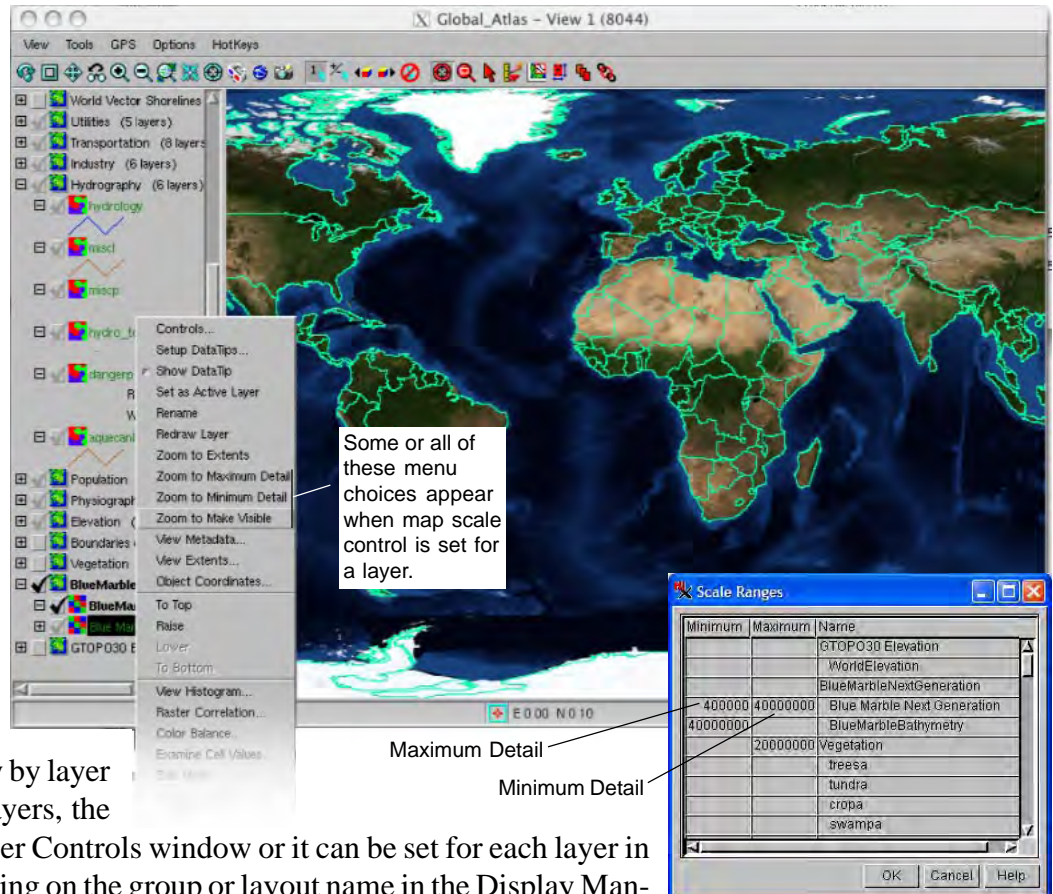 Global_Atlas - View 1 (8044)
View Tools GPS Options HotKeys
World Vector Shorelines
Utilities (5 layers)
Transportation (8 layers
Industry (6 layers)
Hydrography (6 layers)
hydrology
miscl
miscp
hydro_t
dangerp
R
W
aquecanl
Population
Physiograph
Elevation (
Boundaries
Vegetation
BlueMarble
BlueMa
Blue Ma
GTOPO30 E
Controls...
Setup DataTips...
Show DataTip
Set as Active Layer
Rename
Redraw Layer
Zoom to Extents
Zoom to Maximum Detail
Zoom to Minimum Detail
Zoom to Make Visible
View Metadata...
View Extents...
Object Coordinates...
To Top
Raise
Lower
To Bottom
View Histogram...
Raster Correlation...
Color Balance...
Examine Cell Values...
Some or all of
these menu
choices appear
when map scale
control is set for
a layer.
E 0 00 N 0 10
Scale Ranges
Minimum Maximum Name
GTOPO30 Elevation
WorldElevation
BlueMarbleNextGeneration
400000 40000000 Blue Marble Next Generation
40000000 BlueMarbleBathymetry
20000000 Vegetation
treesa
tundra
cropa
swampa
OK Cancel Help
Maximum Detail
Minimum Detail
y by layer
ayers, the
er Controls window or it can be set for each layer in
ing on the group or layout name in the Display Man-